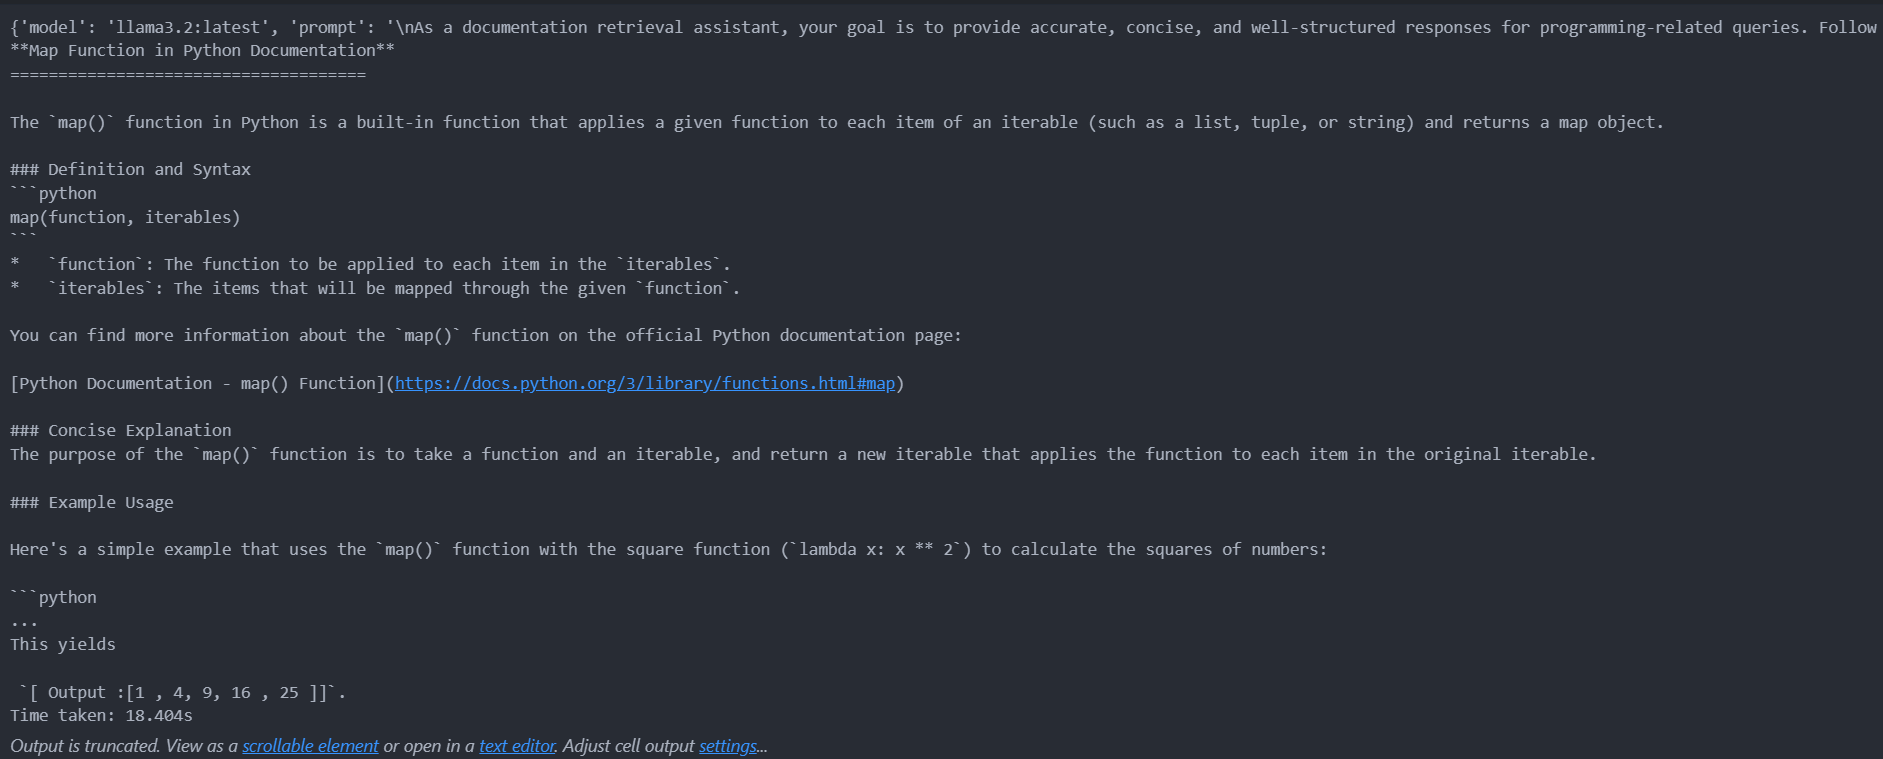 {'model': 'llama3.2:latest', 'prompt': '\nAs a documentation retrieval assistant, your goal is to provide accurate, concise, and well-structured responses for programming-related queries. Follow
**Map Function in Python Documentation**
=====================================
The `map()` function in Python is a built-in function that applies a given function to each item of an iterable (such as a list, tuple, or string) and returns a map object.
### Definition and Syntax
```python
map(function, iterables)
```
*   `function`: The function to be applied to each item in the `iterables`.
*   `iterables`: The items that will be mapped through the given `function`.
You can find more information about the `map()` function on the official Python documentation page:
[Python Documentation - map() Function](https://docs.python.org/3/library/functions.html#map)
### Concise Explanation
The purpose of the `map()` function is to take a function and an iterable, and return a new iterable that applies the function to each item in the original iterable.
### Example Usage
Here's a simple example that uses the `map()` function with the square function (`lambda x: x ** 2`) to calculate the squares of numbers:
```python
...
This yields
 `[ Output :[1 , 4, 9, 16 , 25 ]]`.
Time taken: 18.404s
Output is truncated. View as a scrollable element or open in a text editor. Adjust cell output settings...